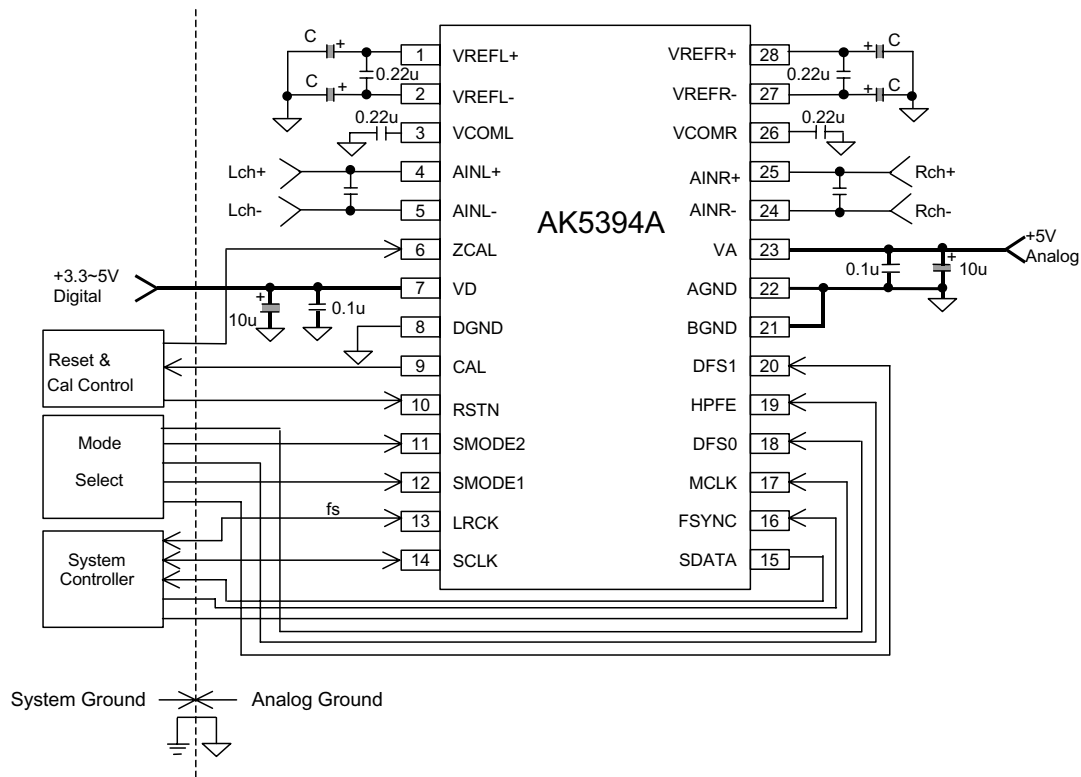 C
+
1
VREFL+
0.22u
C
+
2
VREFL-
0.22u
3
VCOML
Lch+
4
AINL+
Lch-
5
AINL-
6
ZCAL
+3.3~5V
Digital
7
VD
+
10u
0.1u
8
DGND
Reset &
Cal Control
9
CAL
10
RSTN
Mode
Select
11
SMODE2
12
SMODE1
fs
13
LRCK
System
Controller
14
SCLK
AK5394A
VREFR+
28
+
C
0.22u
VREFR-
27
+
C
0.22u
VCOMR
26
AINR+
25
Rch+
AINR-
24
Rch-
VA
23
+5V
Analog
0.1u
+
10u
AGND
22
BGND
21
DFS1
20
HPFE
19
DFS0
18
MCLK
17
FSYNC
16
SDATA
15
System Ground
Analog Ground